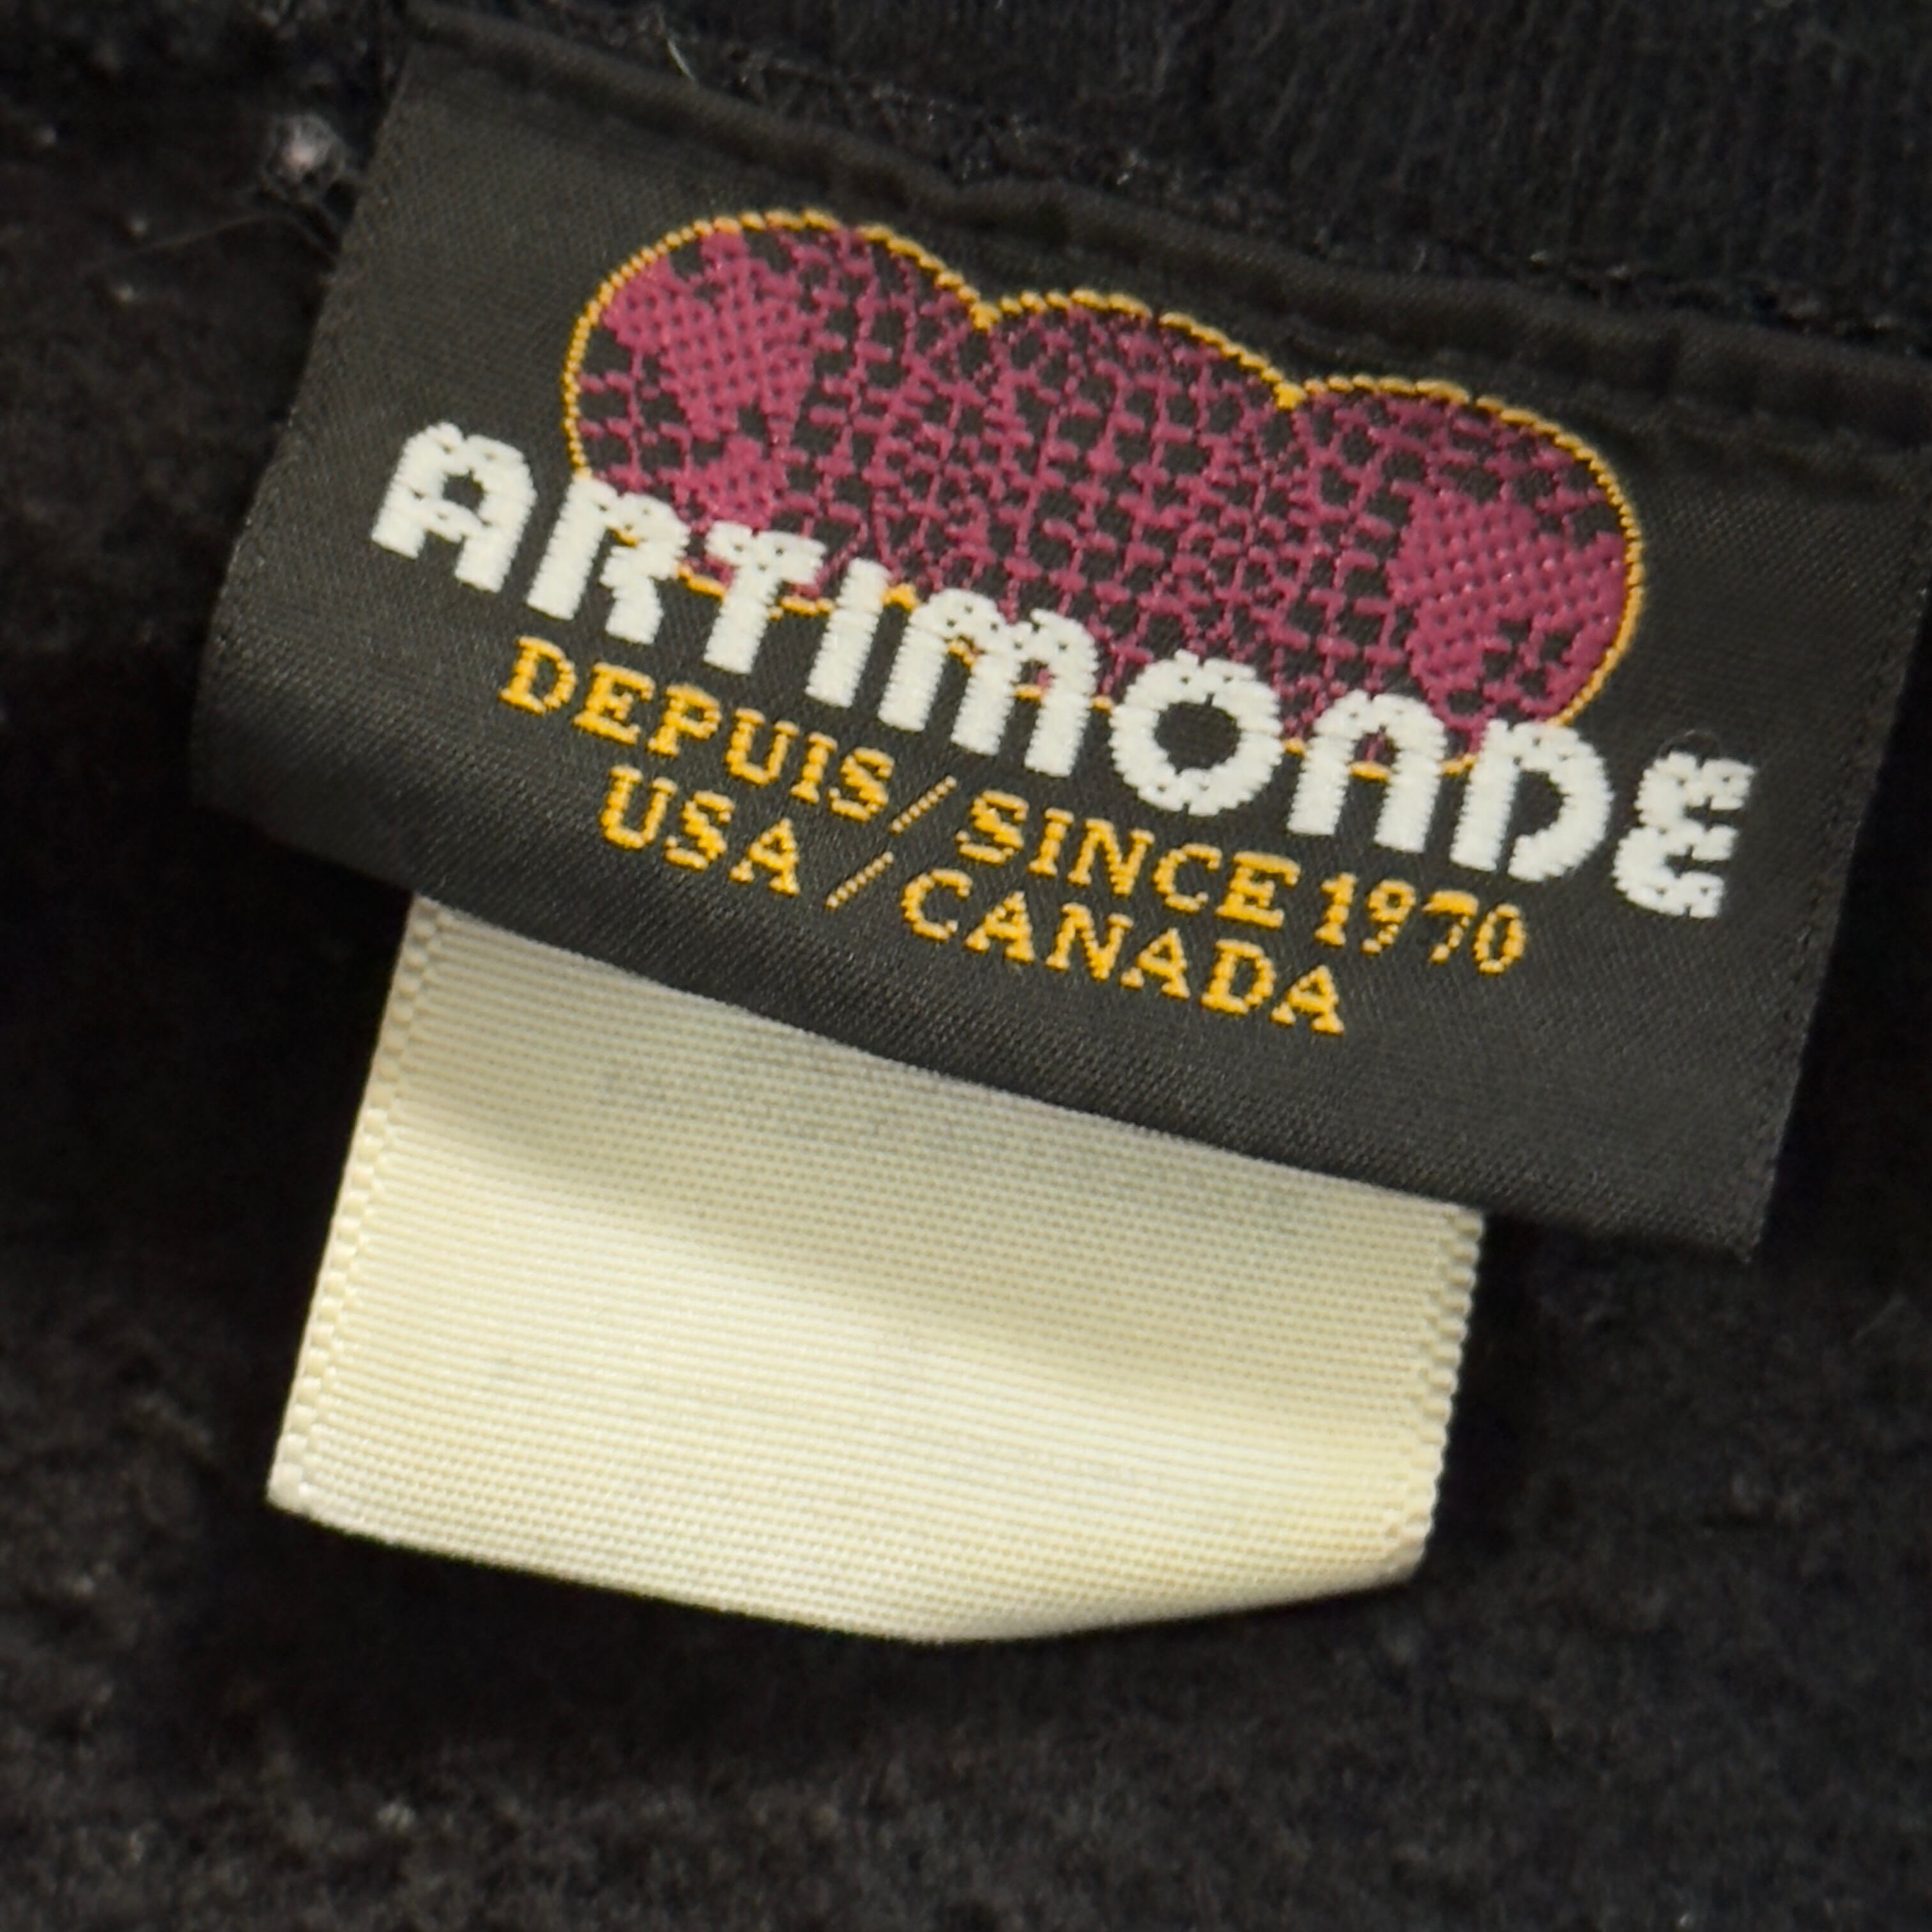 ARTIMONDE
DEPUIS/SINCE 1970
USA/CANADA